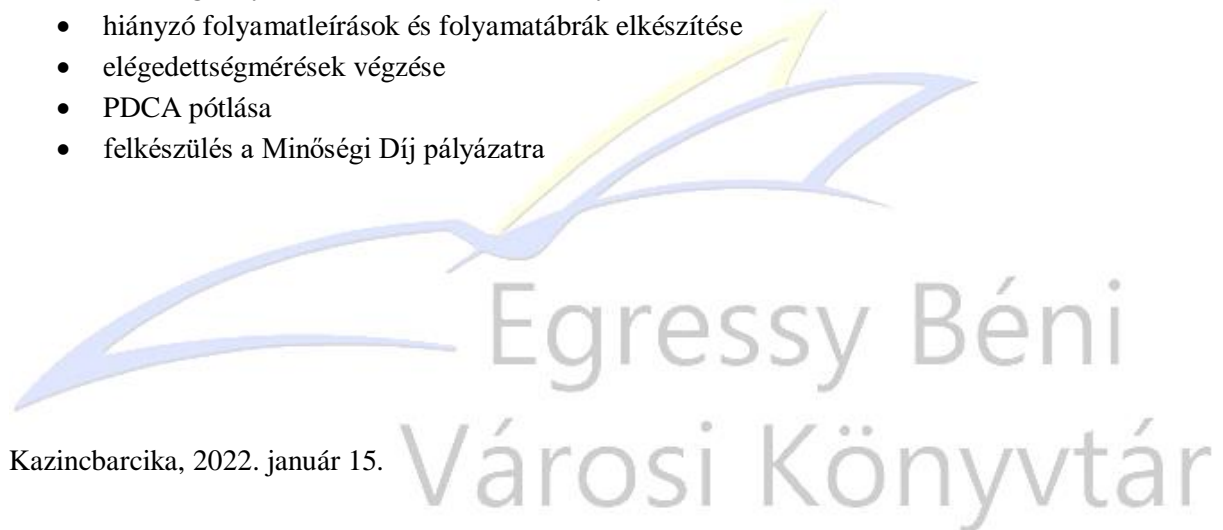 • hiányzó folyamatleírások és folyamatábrák elkészítése
• elégedettségmérések végzése
• PDCA pótlása
• felkészülés a Minőségi Díj pályázatra
Egressy Béni
Városi Könyvtár
Kazincbarcika, 2022. január 15.